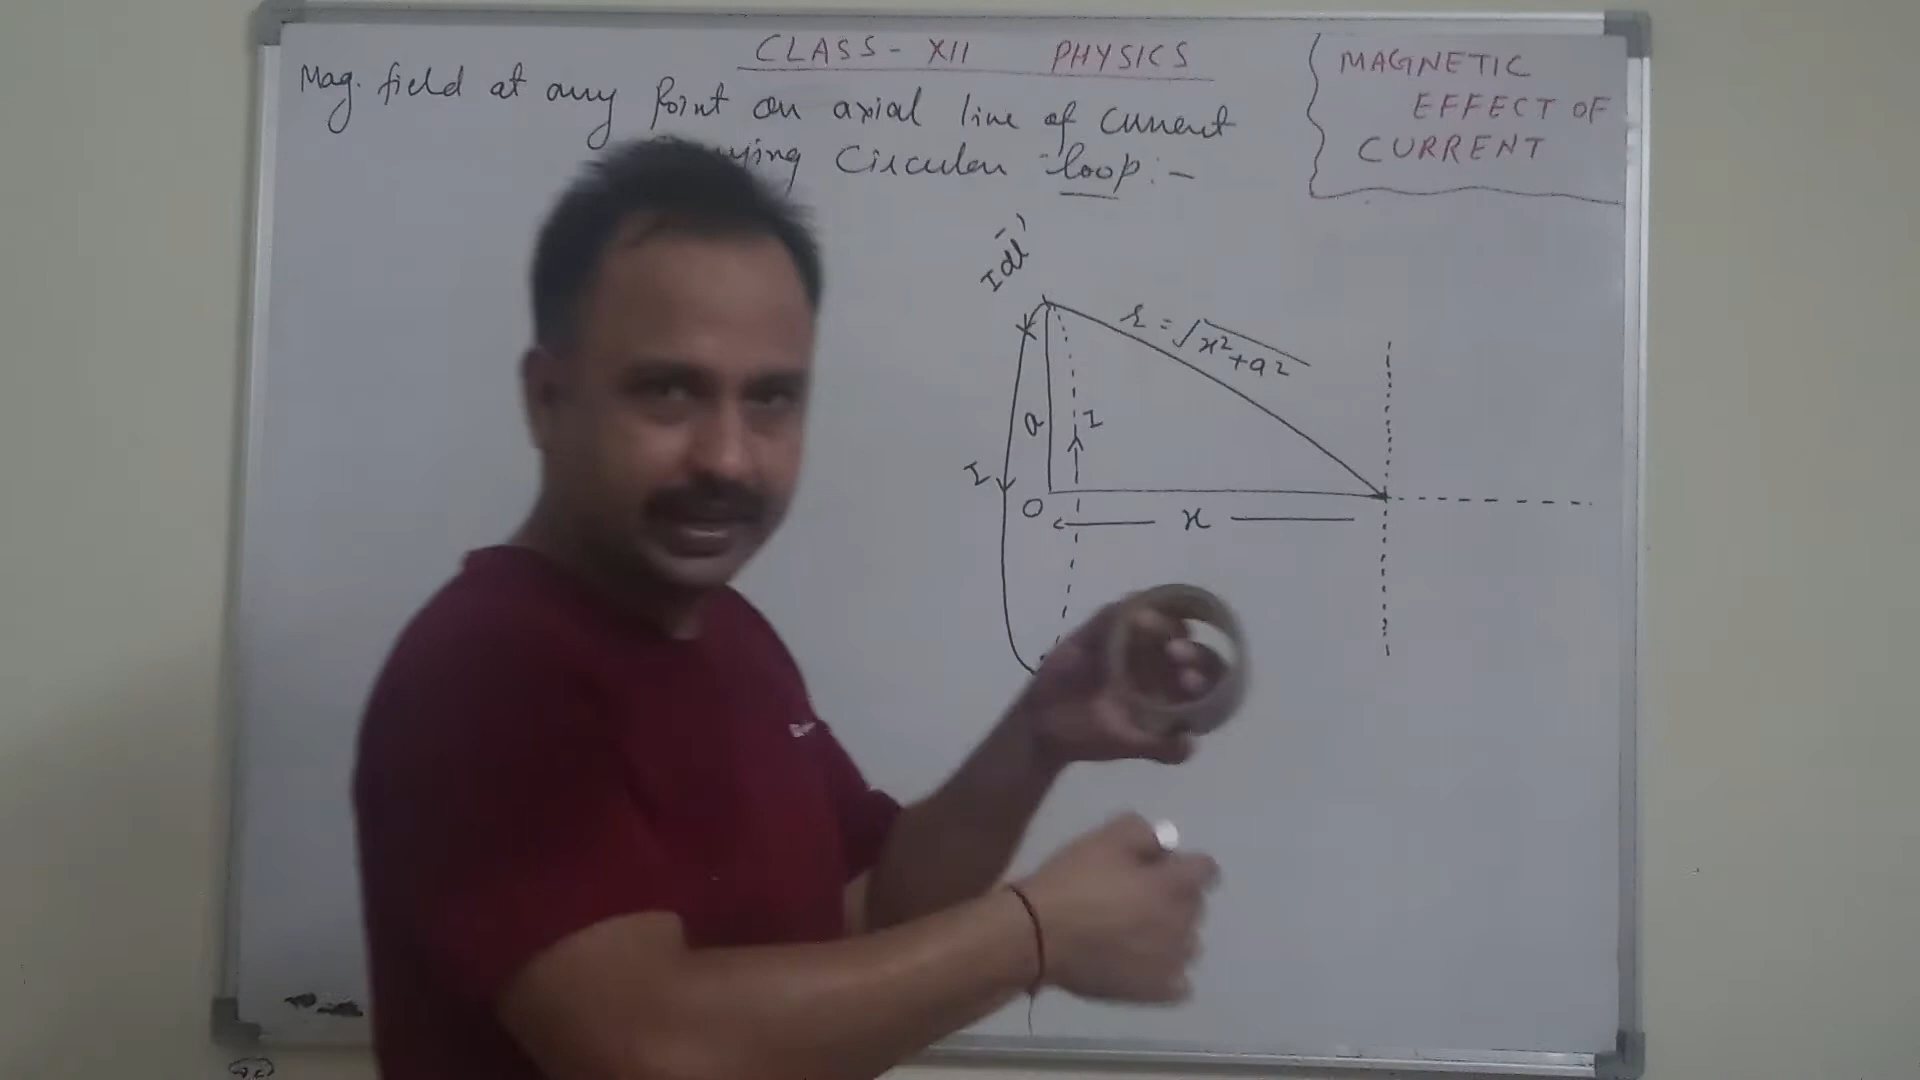 CLASS - XII PHYSICS
Mag. field at any Point on axial line of current
Circular loop :-
MAGNETIC
EFFECT OF
CURRENT
I dl
r = √x²+a²
a
I
I
O
x